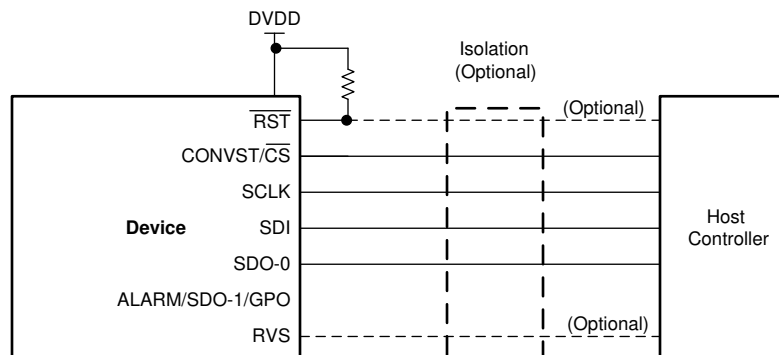 DVDD
Isolation
(Optional)
RST
(Optional)
CONVST/CS
SCLK
Device
SDI
Host
Controller
SDO-0
ALARM/SDO-1/GPO
(Optional)
RVS